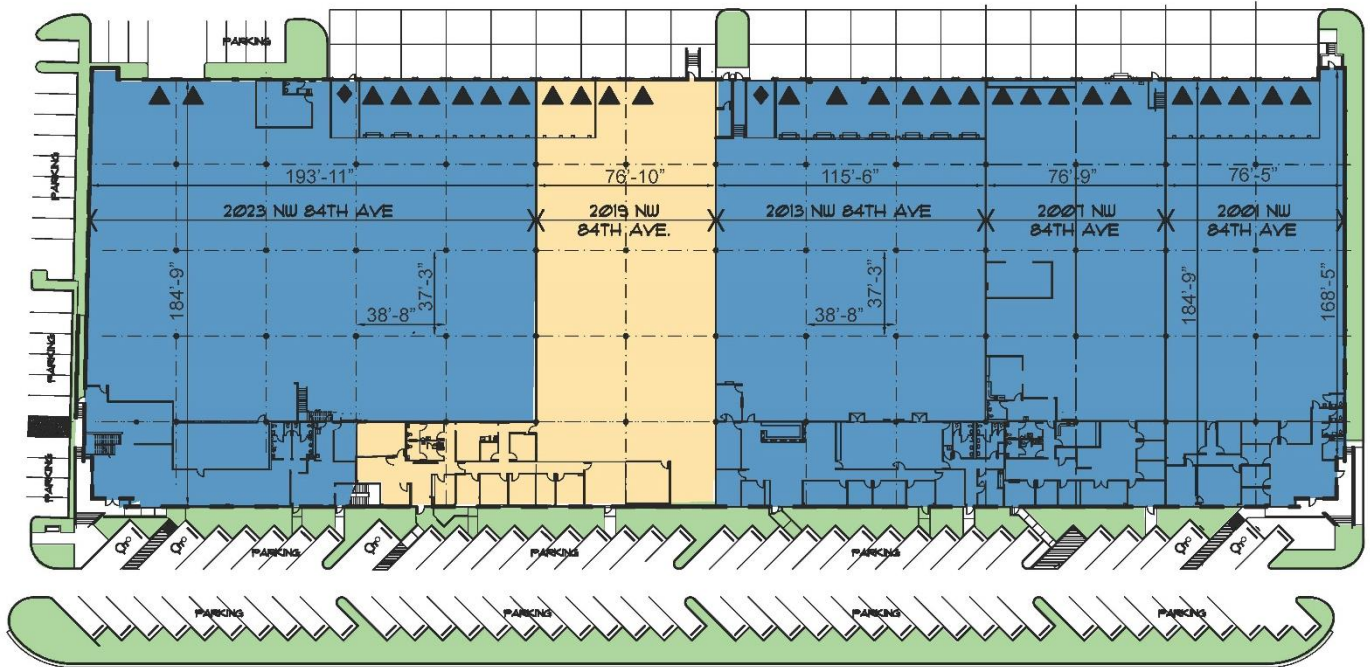 PARKING
193'-11"
76'-10"
115'-6"
76'-9"
76'-5"
2023 NW 84TH AVE
2019 NW
84TH AVE.
2013 NW 84TH AVE
2007 NW
84TH AVE
2001 NW
84TH AVE
PARKING
184'-9"
38'-8"
37'-3"
38'-8"
37'-3"
184'-9"
168'-5"
PARKING
PARKING
PARKING
PARKING
PARKING
PARKING
PARKING
PARKING
PARKING